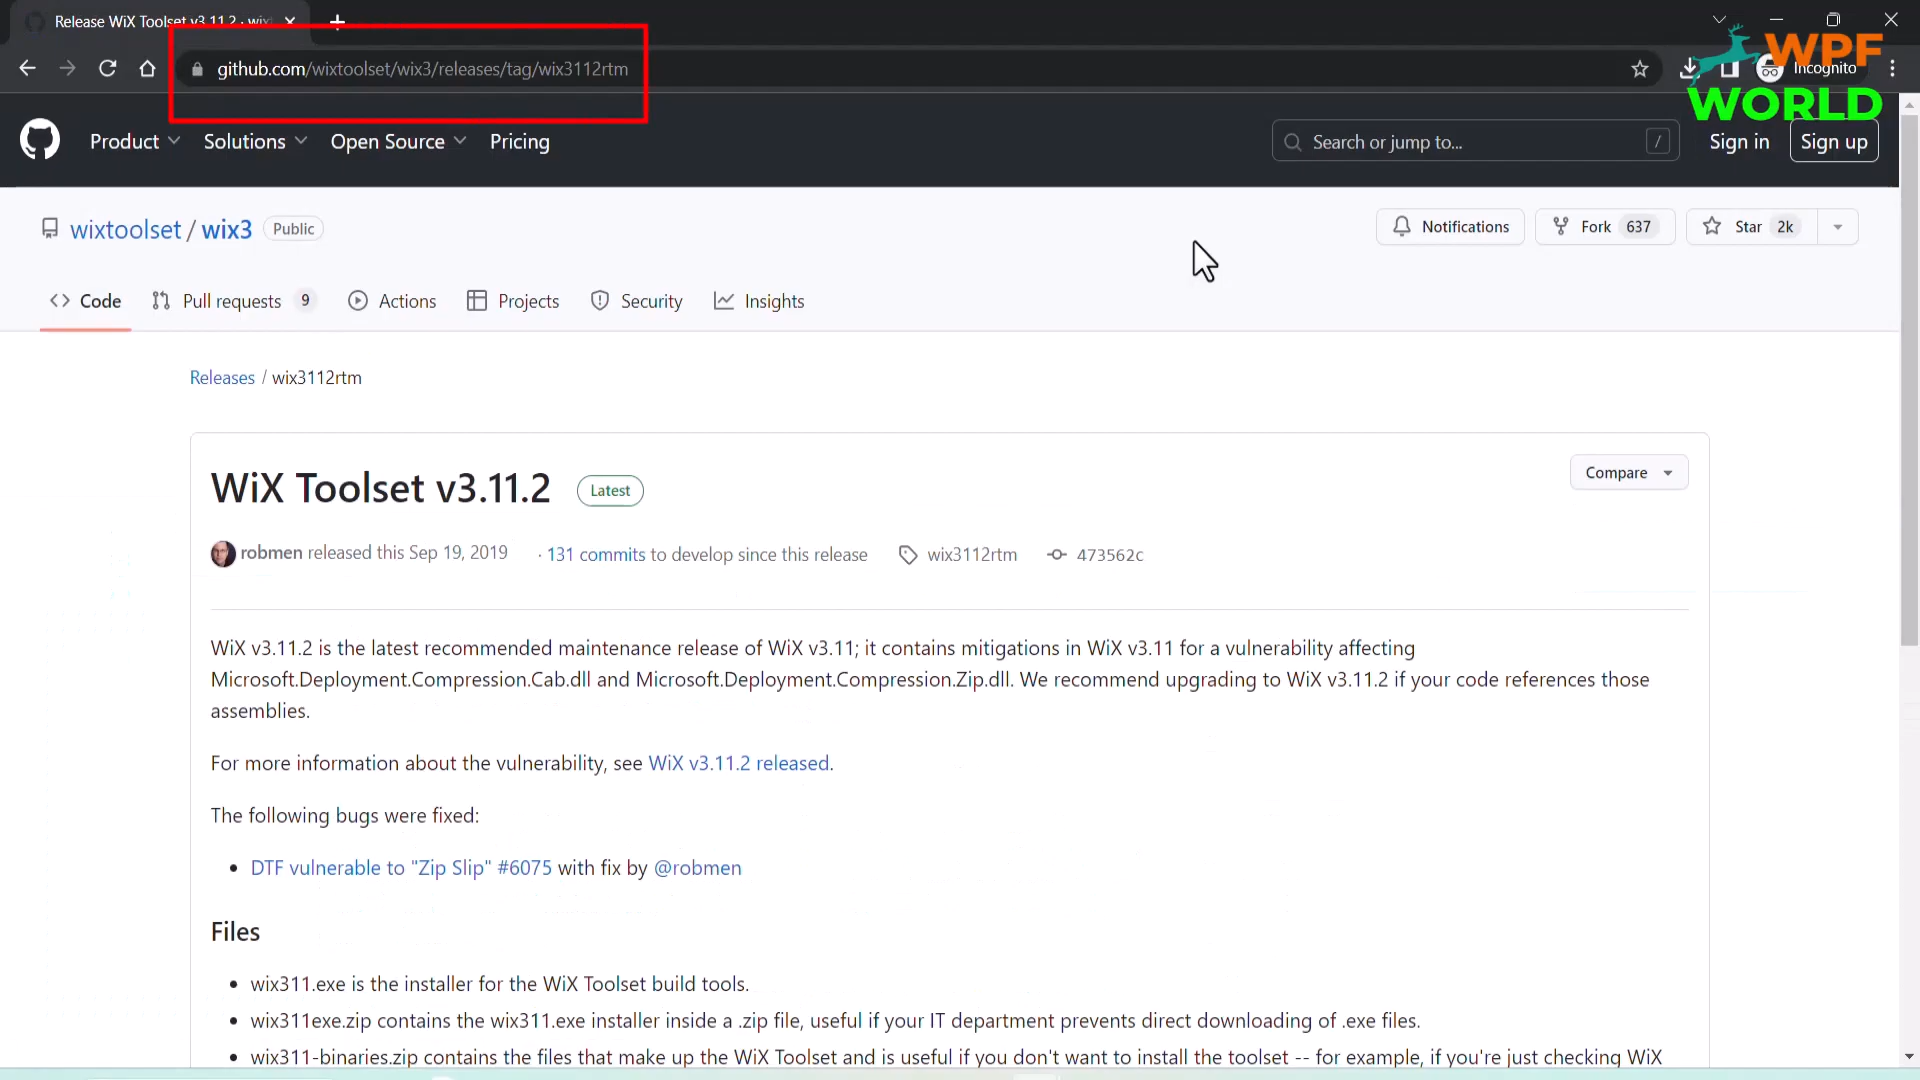 Release WiX Toolset v3.11.2 · wix
github.com/wixtoolset/wix3/releases/tag/wix3112rtm
Incognito
WPF
WORLD
Product
Solutions
Open Source
Pricing
Search or jump to...
/
Sign in
Sign up
wixtoolset / wix3
Public
Notifications
Fork 637
Star 2k
Code
Pull requests 9
Actions
Projects
Security
Insights
Releases / wix3112rtm
WiX Toolset v3.11.2
Latest
Compare
robmen released this Sep 19, 2019 · 131 commits to develop since this release wix3112rtm 473562c
WiX v3.11.2 is the latest recommended maintenance release of WiX v3.11; it contains mitigations in WiX v3.11 for a vulnerability affecting
Microsoft.Deployment.Compression.Cab.dll and Microsoft.Deployment.Compression.Zip.dll. We recommend upgrading to WiX v3.11.2 if your code references those
assemblies.
For more information about the vulnerability, see WiX v3.11.2 released.
The following bugs were fixed:
• DTF vulnerable to "Zip Slip" #6075 with fix by @robmen
Files
• wix311.exe is the installer for the WiX Toolset build tools.
• wix311exe.zip contains the wix311.exe installer inside a .zip file, useful if your IT department prevents direct downloading of .exe files.
• wix311-binaries.zip contains the files that make up the WiX Toolset and is useful if you don't want to install the toolset -- for example, if you're just checking WiX